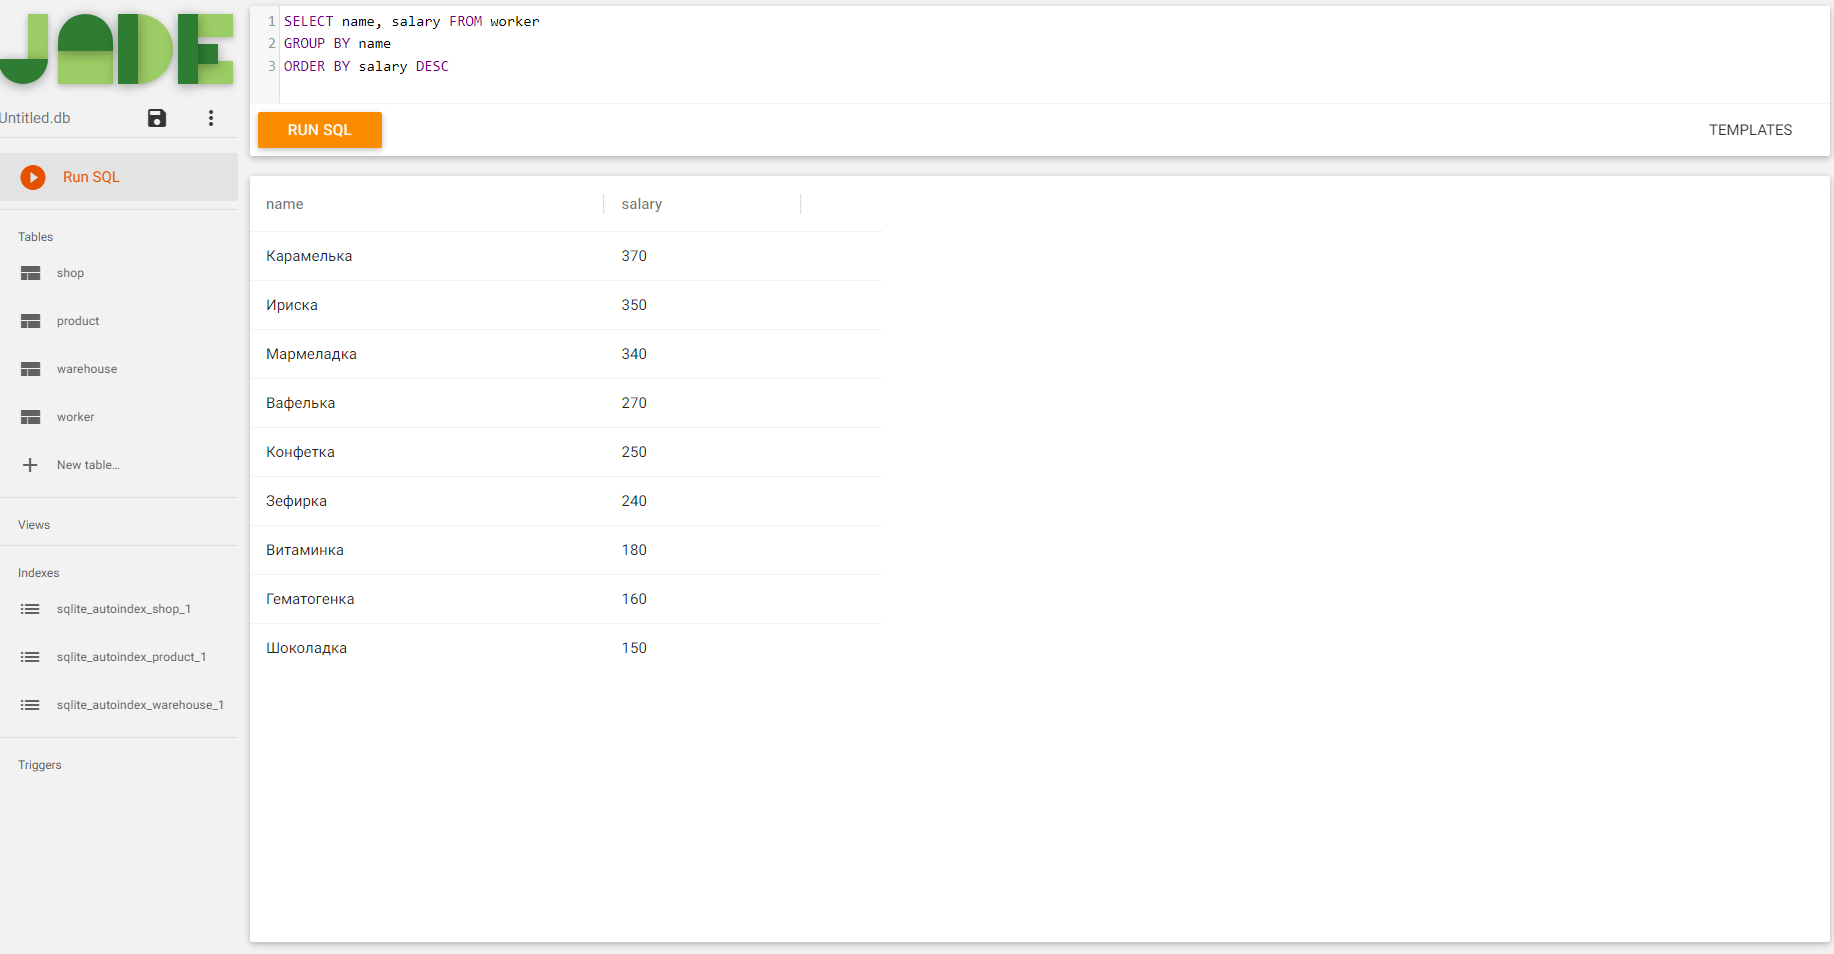 JADE
Untitled.db
Run SQL
Tables
shop
product
warehouse
worker
New table...
Views
Indexes
sqlite_autoindex_shop_1
sqlite_autoindex_product_1
sqlite_autoindex_warehouse_1
Triggers
1 SELECT name, salary FROM worker
2 GROUP BY name
3 ORDER BY salary DESC
RUN SQL
TEMPLATES
name salary
Карамелька 370
Ириска 350
Мармеладка 340
Вафелька 270
Конфетка 250
Зефирка 240
Витаминка 180
Гематогенка 160
Шоколадка 150